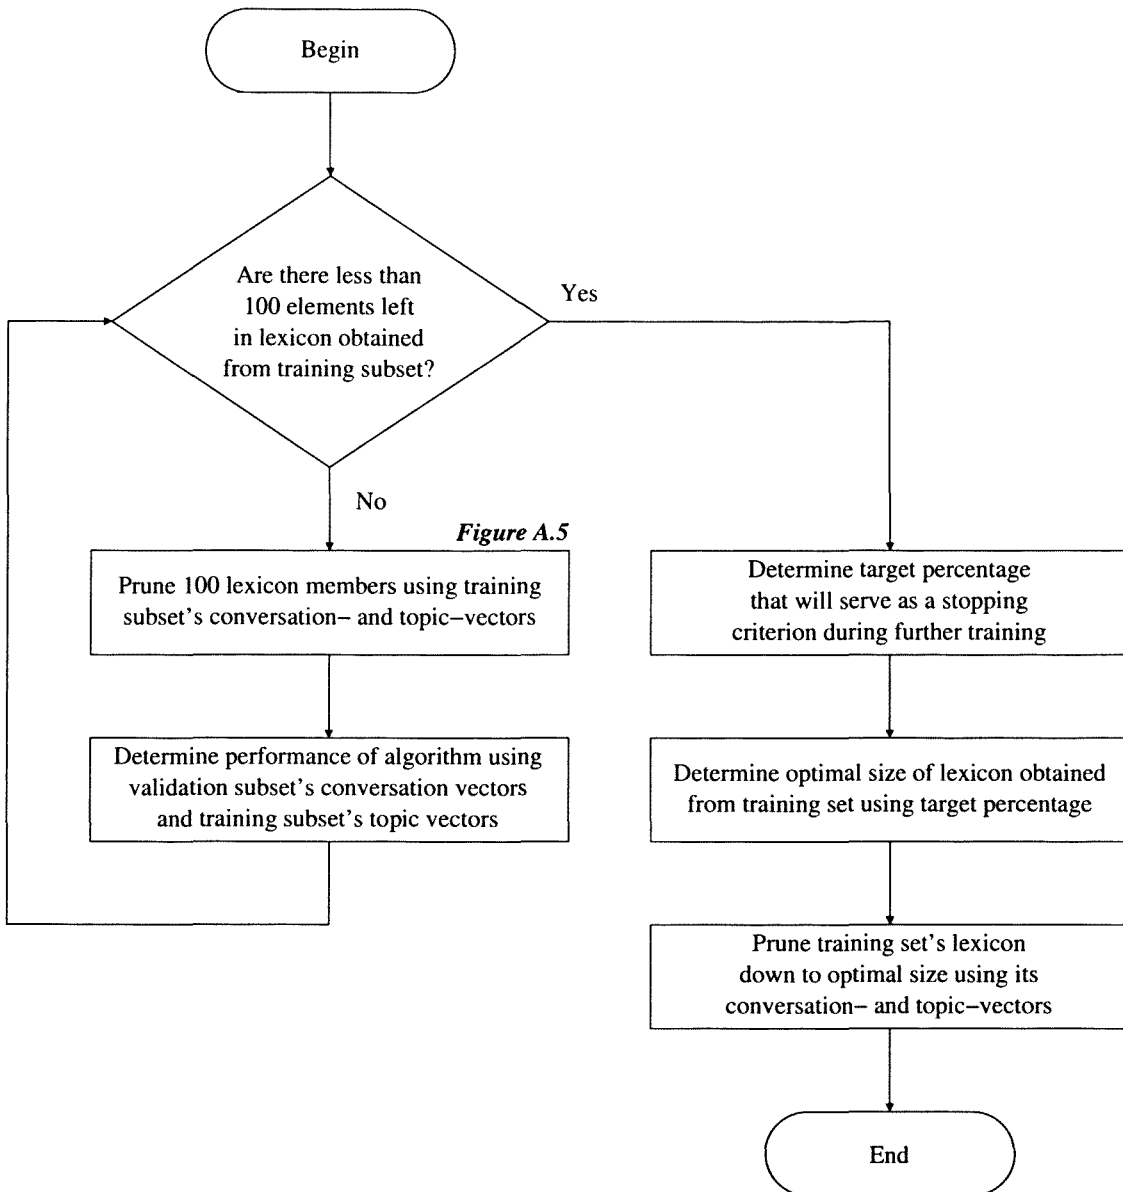 Begin
Are there less than
100 elements left
in lexicon obtained
from training subset?
Yes
No
Figure A.5
Prune 100 lexicon members using training
subset's conversation– and topic–vectors
Determine performance of algorithm using
validation subset's conversation vectors
and training subset's topic vectors
Determine target percentage
that will serve as a stopping
criterion during further training
Determine optimal size of lexicon obtained
from training set using target percentage
Prune training set's lexicon
down to optimal size using its
conversation– and topic–vectors
End